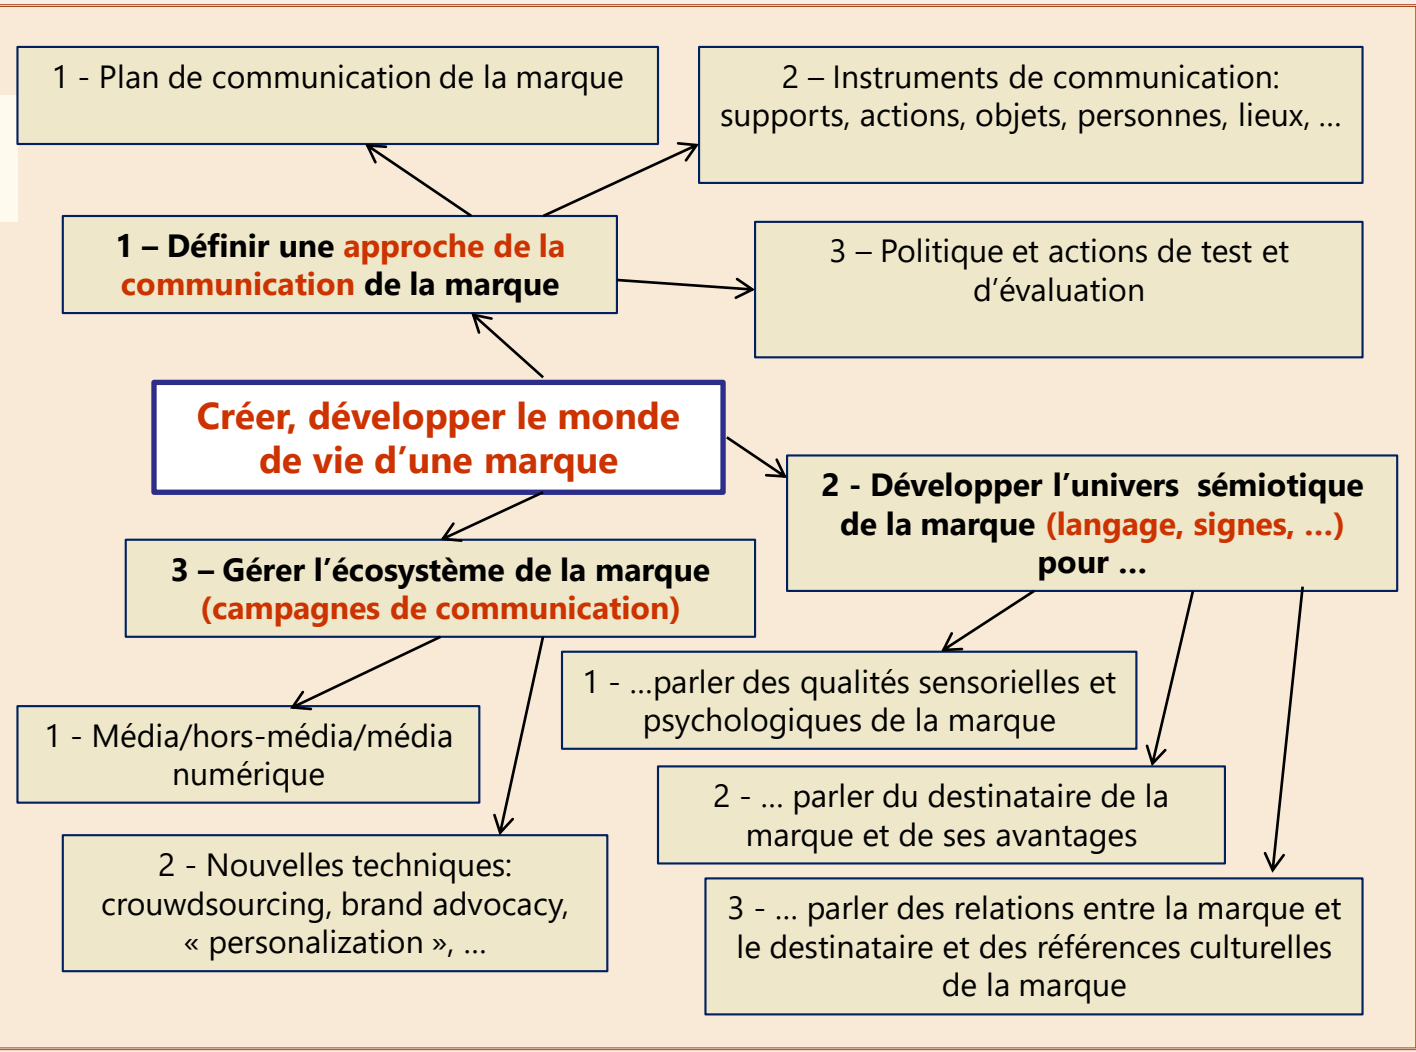 1 - Plan de communication de la marque
2 – Instruments de communication:
supports, actions, objets, personnes, lieux, …
1 – Définir une approche de la
communication de la marque
3 – Politique et actions de test et
d’évaluation
Créer, développer le monde
de vie d’une marque
2 - Développer l’univers sémiotique
de la marque (langage, signes, …)
pour …
3 – Gérer l’écosystème de la marque
(campagnes de communication)
1 - …parler des qualités sensorielles et
psychologiques de la marque
1 - Média/hors-média/média
numérique
2 - … parler du destinataire de la
marque et de ses avantages
2 - Nouvelles techniques:
crouwdsourcing, brand advocacy,
« personalization », …
3 - … parler des relations entre la marque et
le destinataire et des références culturelles
de la marque